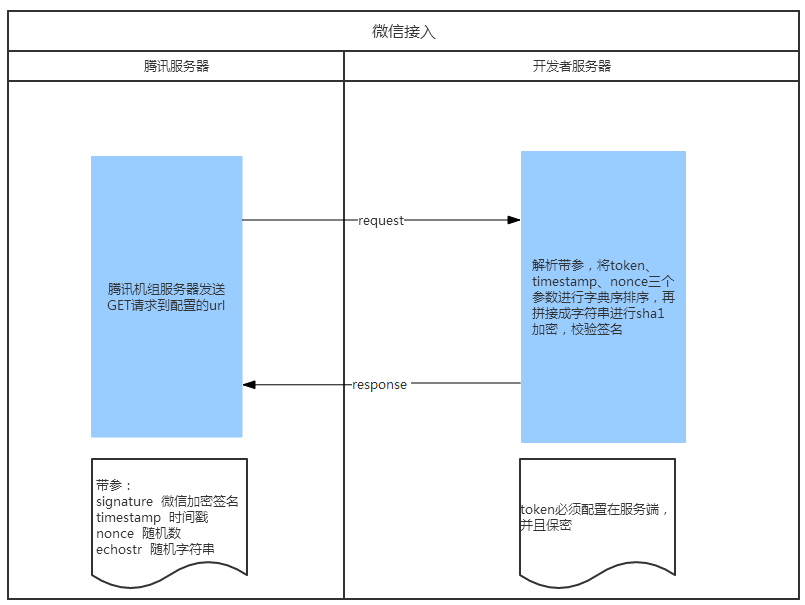 微信接入
腾讯服务器
开发者服务器
request
腾讯机组服务器发送
GET请求到配置的url
解析带参，将token、
timestamp、nonce三个
参数进行字典序排序，再
拼接成字符串进行sha1
加密，校验签名
response
带参：
signature 微信加密签名
timestamp 时间戳
nonce 随机数
echostr 随机字符串
token必须配置在服务端，
并且保密